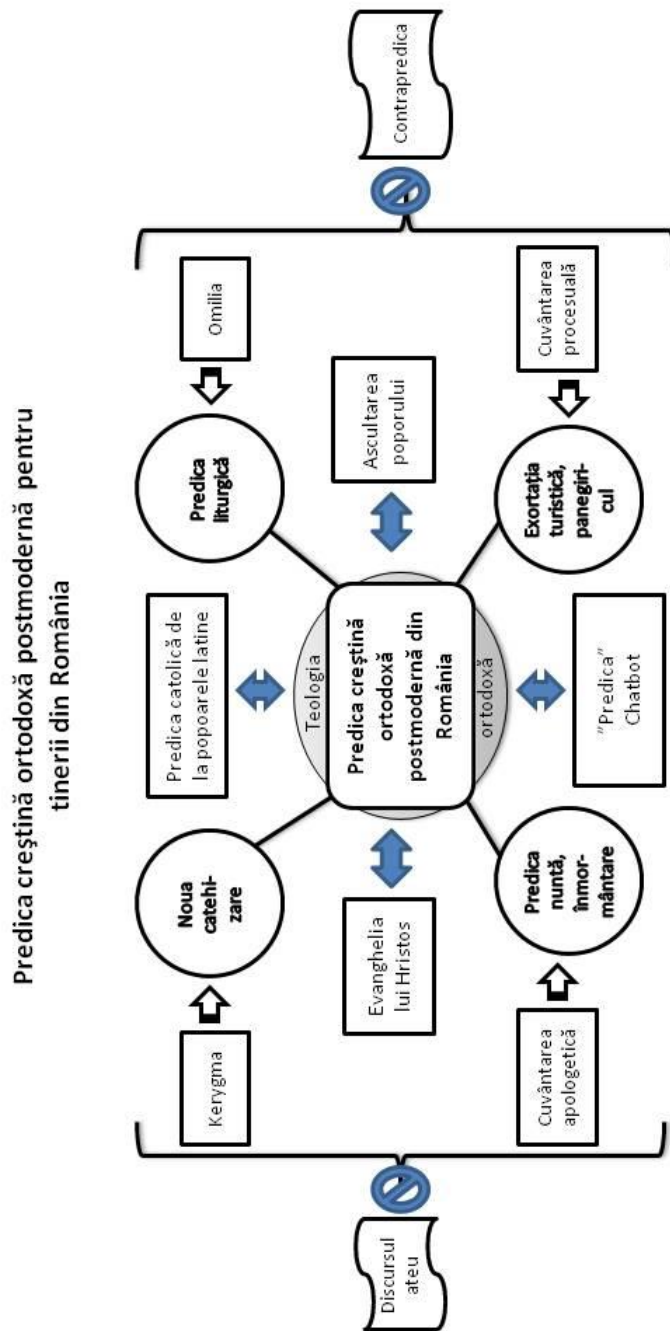 Predica creştină ortodoxă postmodernă pentru
tinerii din România
Kerygma
Noua
catehi-
zare
Predica catolică de
la popoarele latine
Predica
liturgică
Omilia
Discursul
ateu
Evanghelia
lui Hristos
Teologia
Predica creştină
ortodoxă
postmodernă din
România
ortodoxă
Ascultarea
poporului
Contrapredica
Cuvântarea
apologetică
Predica
nuntă,
înmor-
mântare
”Predica”
Chatbot
Exortaţia
turistică,
panegiri-
cul
Cuvântarea
procesuală